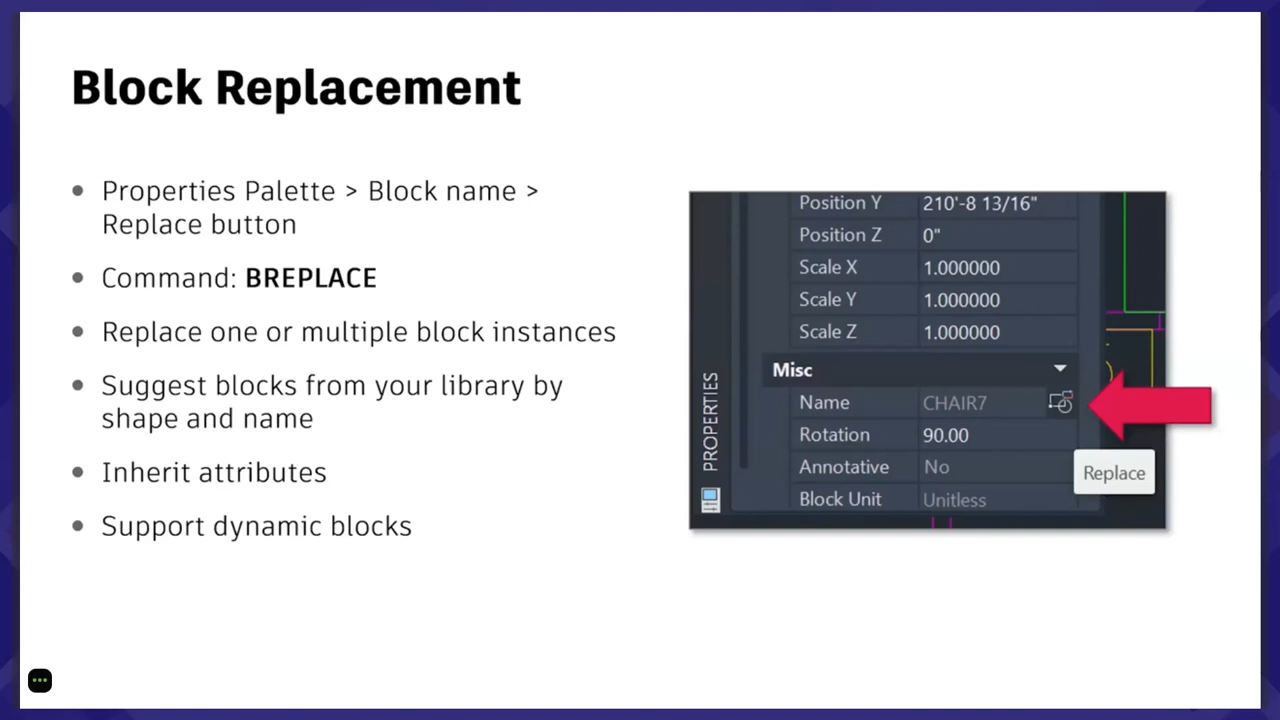 Block Replacement
Properties Palette > Block name >
Replace button
Command: BREPLACE
Replace one or multiple block instances
Suggest blocks from your library by
shape and name
Inherit attributes
Support dynamic blocks
Position Y 210'-8 13/16"
Position Z 0"
Scale X 1.000000
Scale Y 1.000000
Scale Z 1.000000
Misc
Name CHAIR7
Rotation 90.00
Annotative No
Block Unit Unitless
PROPERTIES
Replace